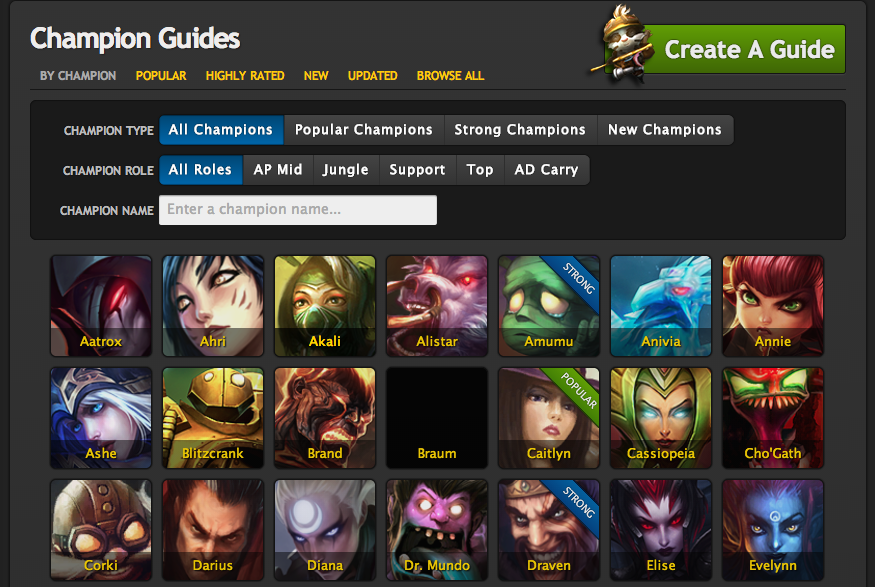 Champion Guides
Create A Guide
BY CHAMPION POPULAR HIGHLY RATED NEW UPDATED BROWSE ALL
CHAMPION TYPE All Champions Popular Champions Strong Champions New Champions
CHAMPION ROLE All Roles AP Mid Jungle Support Top AD Carry
CHAMPION NAME Enter a champion name...
STRONG
Aatrox Ahri Akali Alistar Amumu Anivia Annie
POPULAR
Ashe Blitzcrank Brand Braum Caitlyn Cassiopeia Cho'Gath
STRONG
Corki Darius Diana Dr. Mundo Draven Elise Evelynn